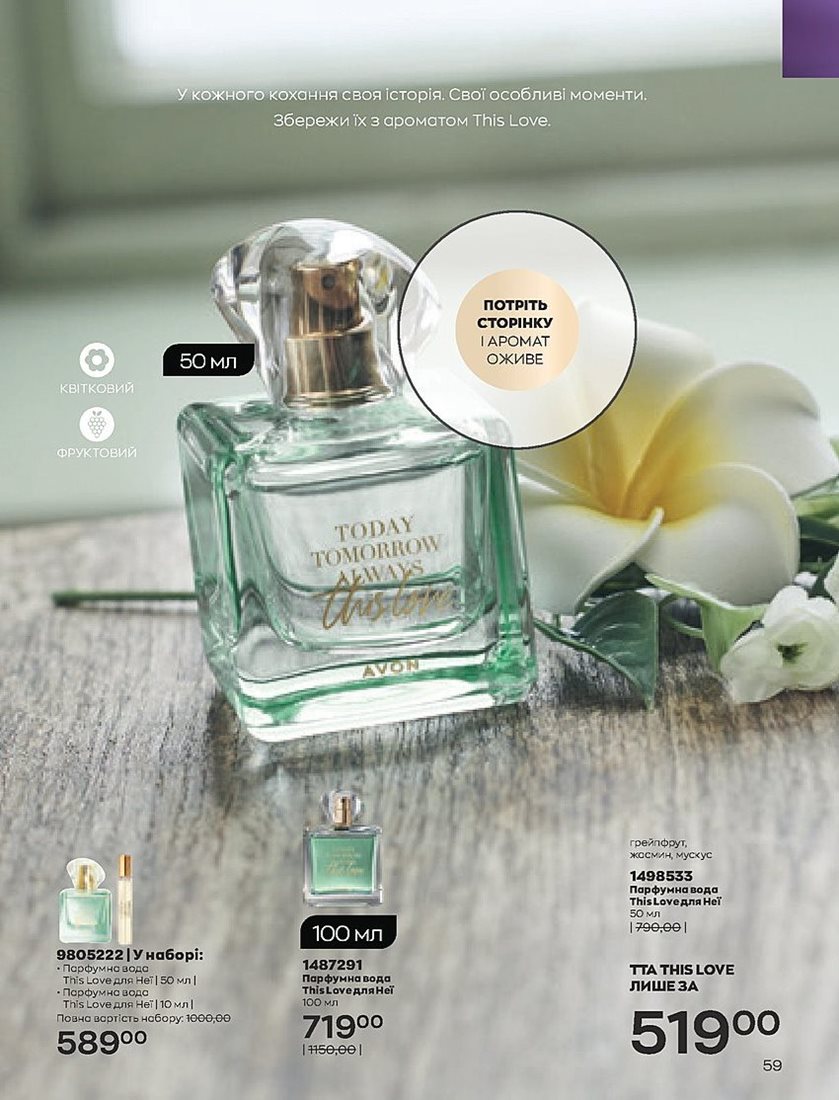 У кожного кохання своя історія. Свої особливі моменти.
Збережи їх з ароматом This Love.
ПОТРІТЬ
СТОРІНКУ
І АРОМАТ
ОЖИВЕ
50 мл
КВІТКОВИЙ
ФРУКТОВИЙ
TODAY
TOMORROW
ALWAYS
this love
AVON
9805222 | У наборі:
• Парфумна вода
This Love для Неї | 50 мл |
• Парфумна вода
This Love для Неї | 10 мл |
Повна вартість набору: 1000,00
589⁰⁰
100 мл
1487291
Парфумна вода
This Love для Неї
100 мл
719⁰⁰
| 1150,00 |
грейпфрут,
жасмин, мускус
1498533
Парфумна вода
This Love для Неї
50 мл
| 790,00 |
TTA THIS LOVE
ЛИШЕ ЗА
519⁰⁰
59